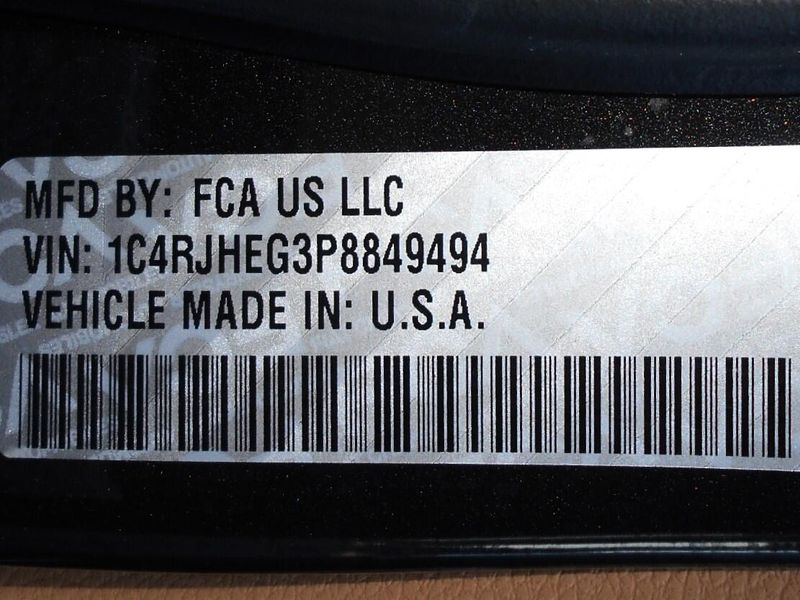 MFD BY: FCA US LLC
VIN: 1C4RJHEG3P8849494
VEHICLE MADE IN: U.S.A.